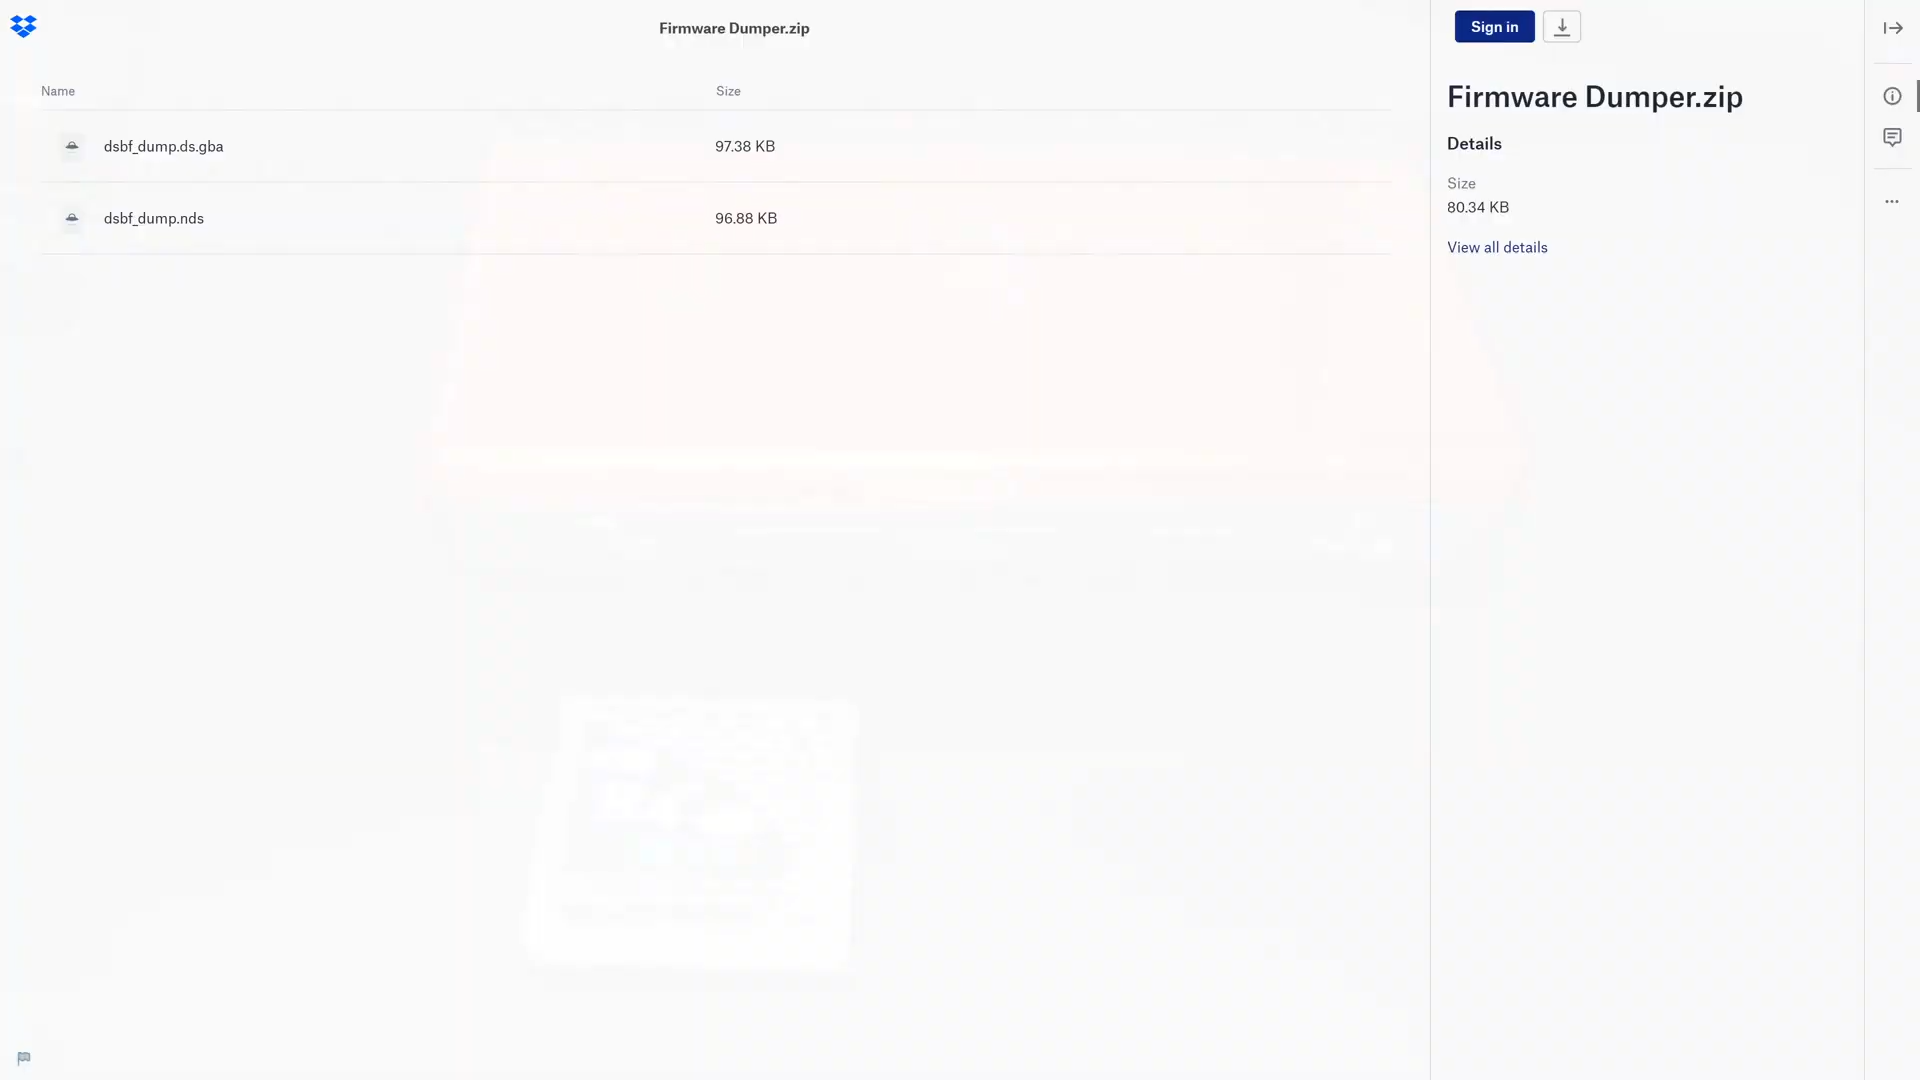 Firmware Dumper.zip
Sign in
Name
Size
dsbf_dump.ds.gba
97.38 KB
dsbf_dump.nds
96.88 KB
Firmware Dumper.zip
Details
Size
80.34 KB
View all details